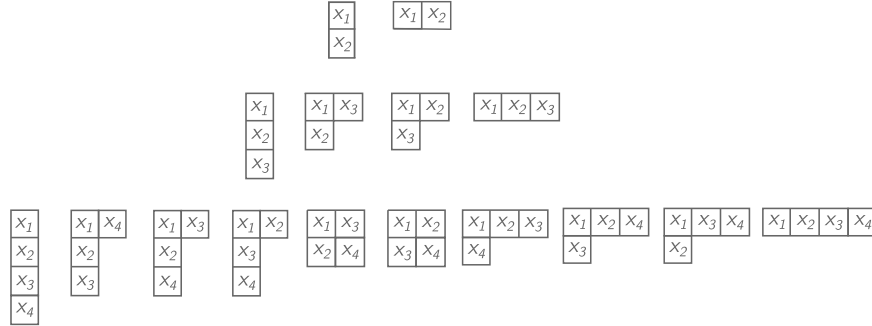 x1 x1 x2
x2
x1 x1 x3 x1 x2 x1 x2 x3
x2 x2 x3
x3
x1 x1 x4 x1 x3 x1 x2 x1 x3 x1 x2 x1 x2 x3 x1 x2 x4 x1 x3 x4 x1 x2 x3 x4
x2 x2 x2 x3 x2 x4 x3 x4 x4 x3 x2
x3 x3 x4 x4
x4